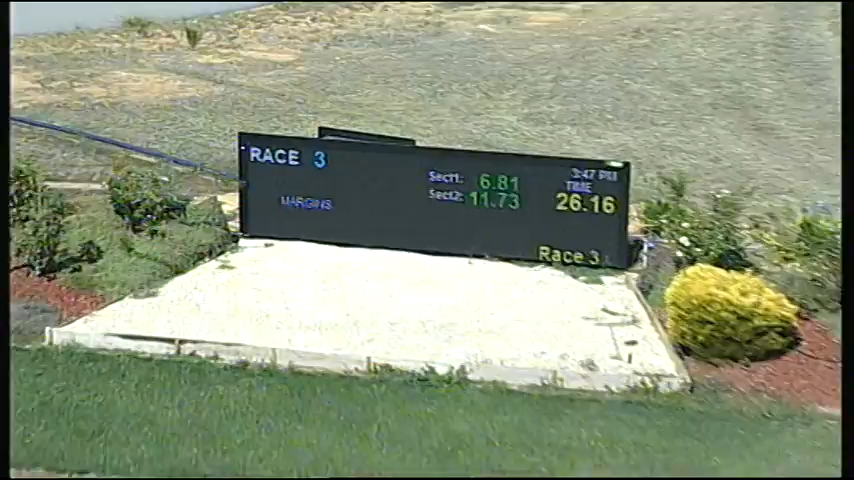 RACE 3
MARGINS
Sect1: 6.81
Sect2: 11.73
3:47 PM
TIME
26.16
Race 3